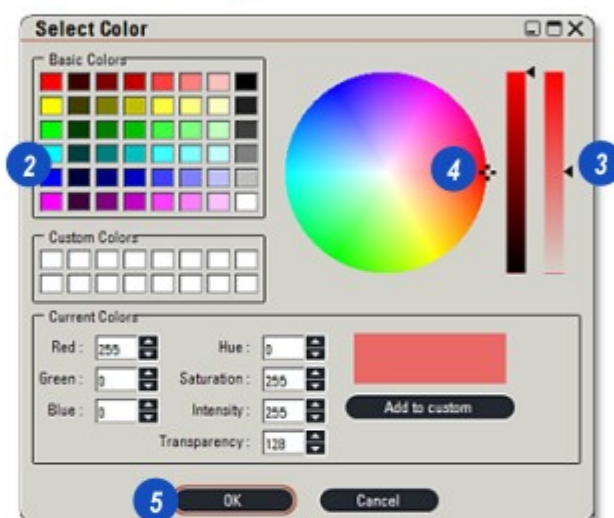 Select Color
Basic Colors
2
4
3
Custom Colors
Current Colors
Red : 255
Hue : 0
Green : 0
Saturation : 255
Blue : 0
Intensity : 255
Add to custom
Transparency : 128
5
OK
Cancel